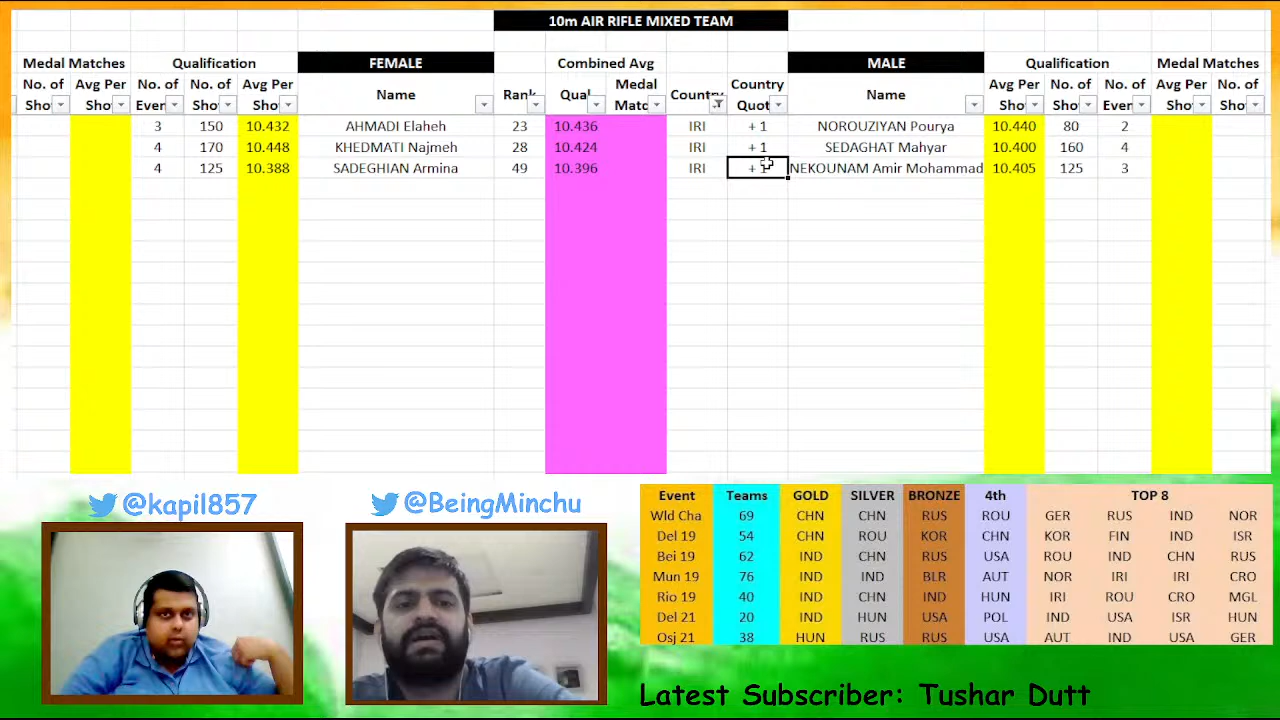 10m AIR RIFLE MIXED TEAM
Medal Matches Qualification FEMALE Combined Avg MALE Qualification Medal Matches
No. of Avg Per No. of No. of Avg Per Name Rank Medal Country Country Name Avg Per No. of No. of Avg Per No. of
Sho Sho Even Sho Sho Qual Matc Quot Sho Sho Even Sho Sho
3 150 10.432 AHMADI Elaheh 23 10.436 IRI + 1 NOROUZIYAN Pourya 10.440 80 2
4 170 10.448 KHEDMATI Najmeh 28 10.424 IRI + 1 SEDAGHAT Mahyar 10.400 160 4
4 125 10.388 SADEGHIAN Armina 49 10.396 IRI + 1 NEKOUNAM Amir Mohammad 10.405 125 3
@kapil857 @BeingMinchu
Event Teams GOLD SILVER BRONZE 4th TOP 8
Wld Cha 69 CHN CHN RUS ROU GER RUS IND NOR
Del 19 54 CHN ROU KOR CHN KOR FIN IND ISR
Bei 19 62 IND CHN RUS USA ROU IND CHN RUS
Mun 19 76 IND IND BLR AUT NOR IRI IRI CRO
Rio 19 40 IND CHN IND HUN IRI ROU CRO MGL
Del 21 20 IND HUN USA POL IND USA ISR HUN
Osj 21 38 HUN RUS RUS USA AUT IND USA GER
Latest Subscriber: Tushar Dutt